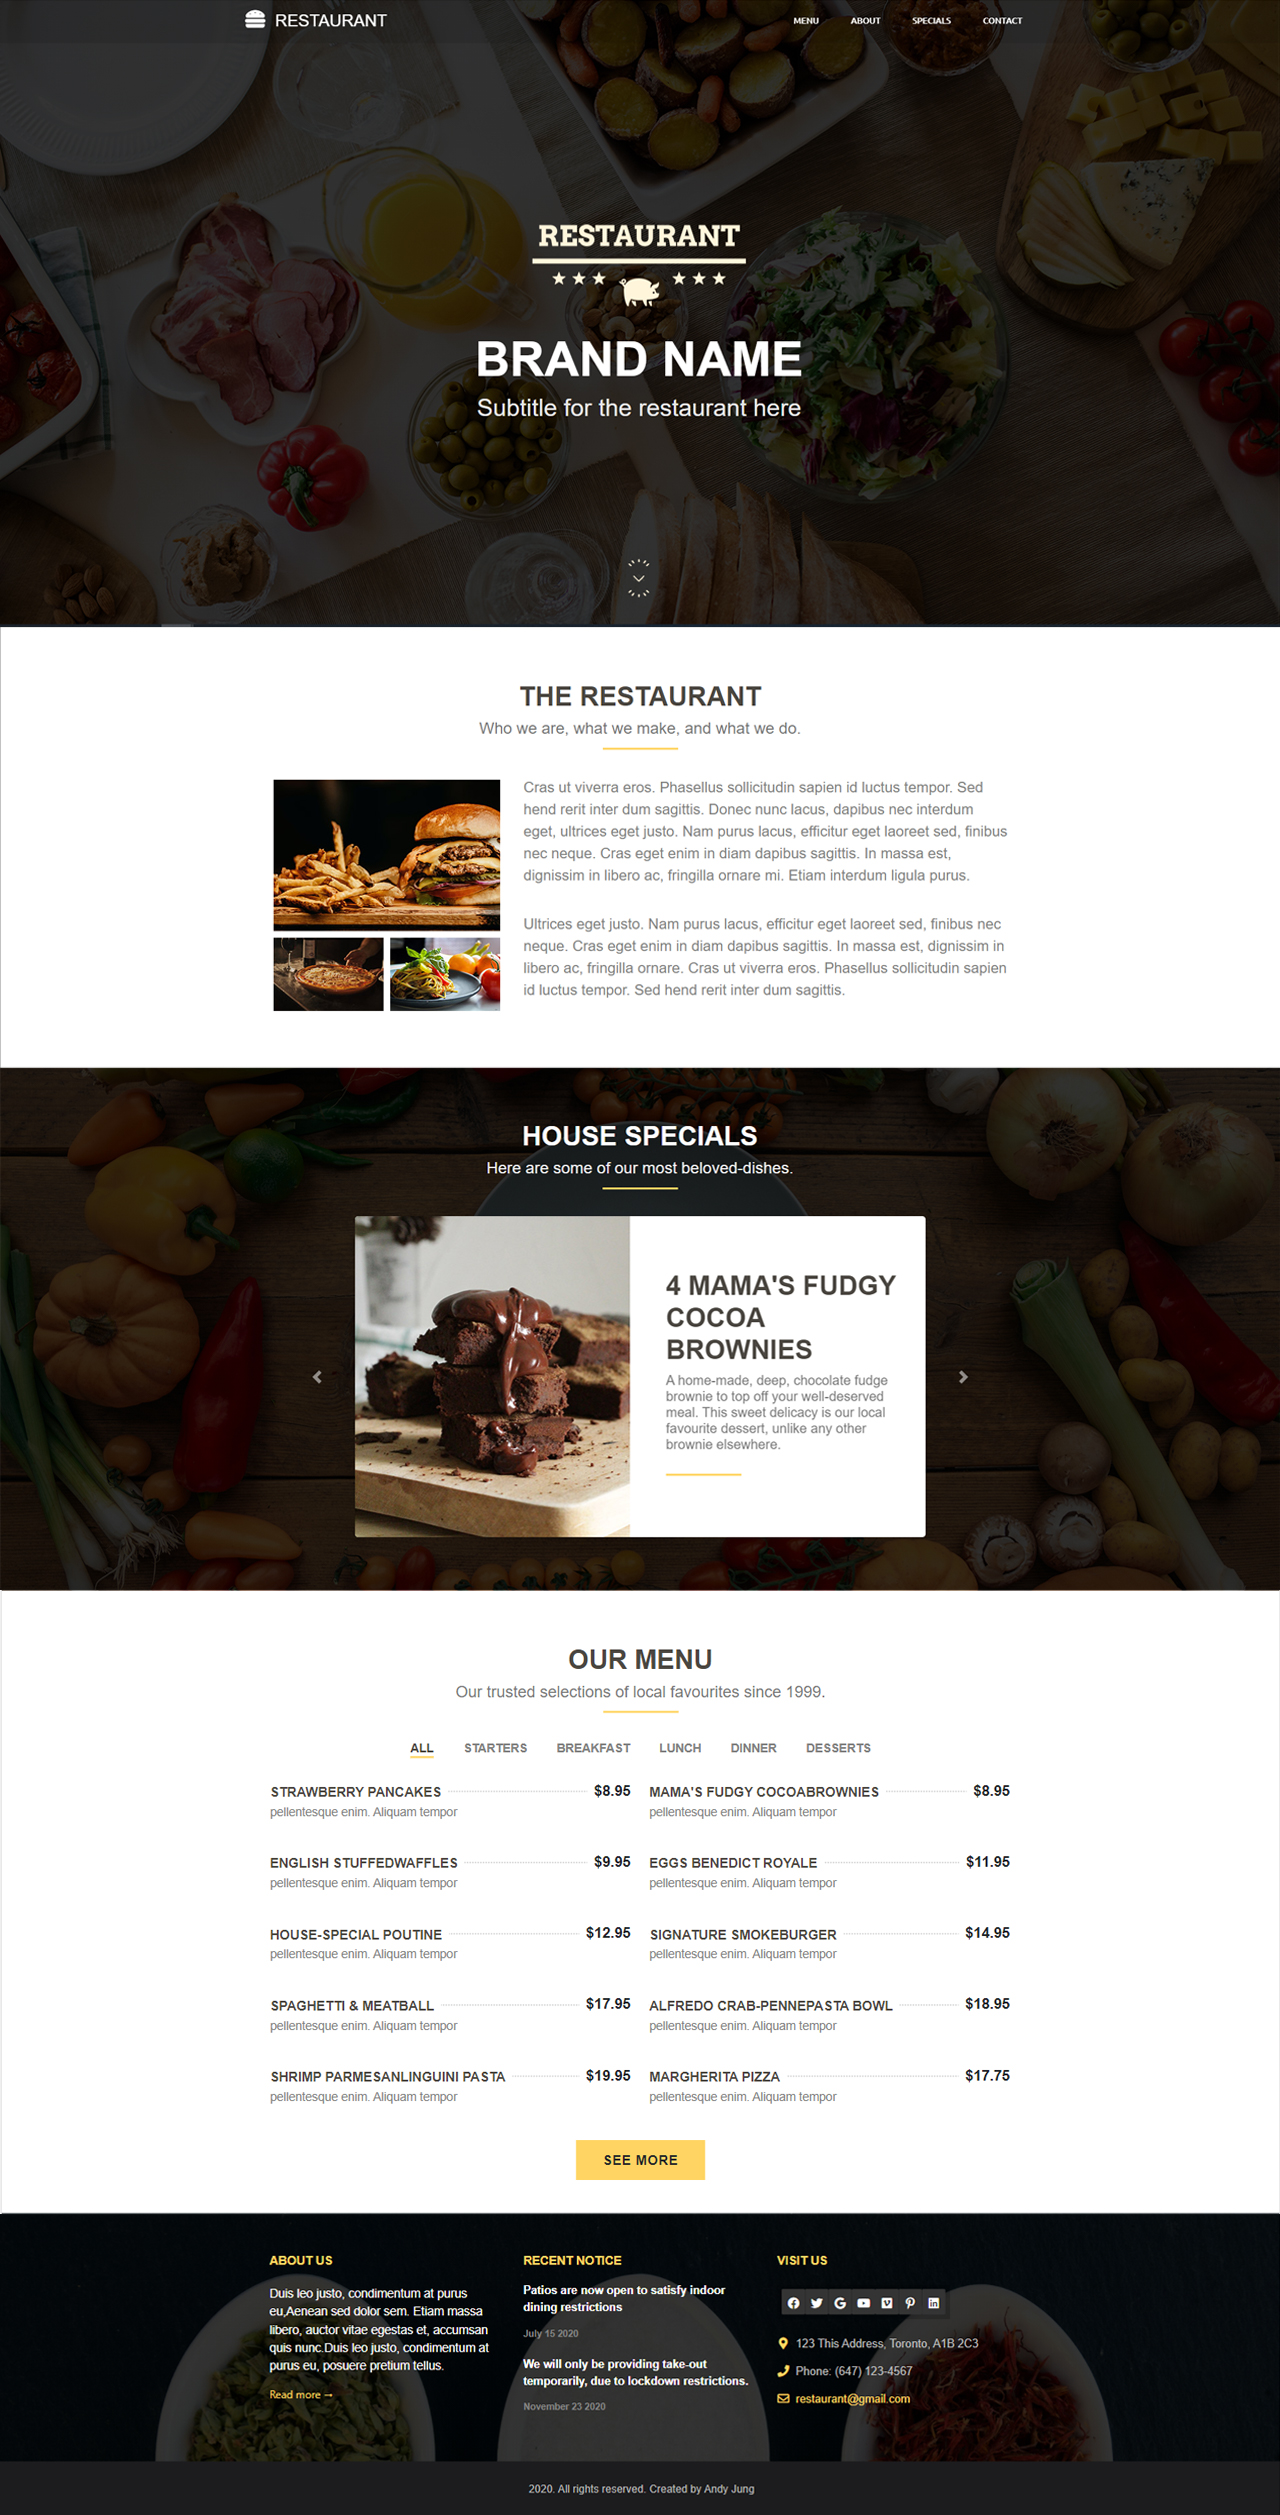 RESTAURANT
MENU ABOUT SPECIALS CONTACT
RESTAURANT
BRAND NAME
Subtitle for the restaurant here
THE RESTAURANT
Who we are, what we make, and what we do.
Cras ut viverra eros. Phasellus sollicitudin sapien id luctus tempor. Sed
hend rerit inter dum sagittis. Donec nunc lacus, dapibus nec interdum
eget, ultrices eget justo. Nam purus lacus, efficitur eget laoreet sed, finibus
nec neque. Cras eget enim in diam dapibus sagittis. In massa est,
dignissim in libero ac, fringilla ornare mi. Etiam interdum ligula purus.
Ultrices eget justo. Nam purus lacus, efficitur eget laoreet sed, finibus nec
neque. Cras eget enim in diam dapibus sagittis. In massa est, dignissim in
libero ac, fringilla ornare. Cras ut viverra eros. Phasellus sollicitudin sapien
id luctus tempor. Sed hend rerit inter dum sagittis.
HOUSE SPECIALS
Here are some of our most beloved-dishes.
4 MAMA'S FUDGY
COCOA
BROWNIES
A home-made, deep, chocolate fudge
brownie to top off your well-deserved
meal. This sweet delicacy is our local
favourite dessert, unlike any other
brownie elsewhere.
OUR MENU
Our trusted selections of local favourites since 1999.
ALL STARTERS BREAKFAST LUNCH DINNER DESSERTS
STRAWBERRY PANCAKES $8.95
pellentesque enim. Aliquam tempor
MAMA'S FUDGY COCOABROWNIES $8.95
pellentesque enim. Aliquam tempor
ENGLISH STUFFEDWAFFLES $9.95
pellentesque enim. Aliquam tempor
EGGS BENEDICT ROYALE $11.95
pellentesque enim. Aliquam tempor
HOUSE-SPECIAL POUTINE $12.95
pellentesque enim. Aliquam tempor
SIGNATURE SMOKEBURGER $14.95
pellentesque enim. Aliquam tempor
SPAGHETTI & MEATBALL $17.95
pellentesque enim. Aliquam tempor
ALFREDO CRAB-PENNEPASTA BOWL $18.95
pellentesque enim. Aliquam tempor
SHRIMP PARMESANLINGUINI PASTA $19.95
pellentesque enim. Aliquam tempor
MARGHERITA PIZZA $17.75
pellentesque enim. Aliquam tempor
SEE MORE
ABOUT US
Duis leo justo, condimentum at purus
eu,Aenean sed dolor sem. Etiam massa
libero, auctor vitae egestas et, accumsan
quis nunc.Duis leo justo, condimentum at
purus eu, posuere pretium tellus.
Read more →
RECENT NOTICE
Patios are now open to satisfy indoor
dining restrictions
July 15 2020
We will only be providing take-out
temporarily, due to lockdown restrictions.
November 23 2020
VISIT US
123 This Address, Toronto, A1B 2C3
Phone: (647) 123-4567
restaurant@gmail.com
2020. All rights reserved. Created by Andy Jung